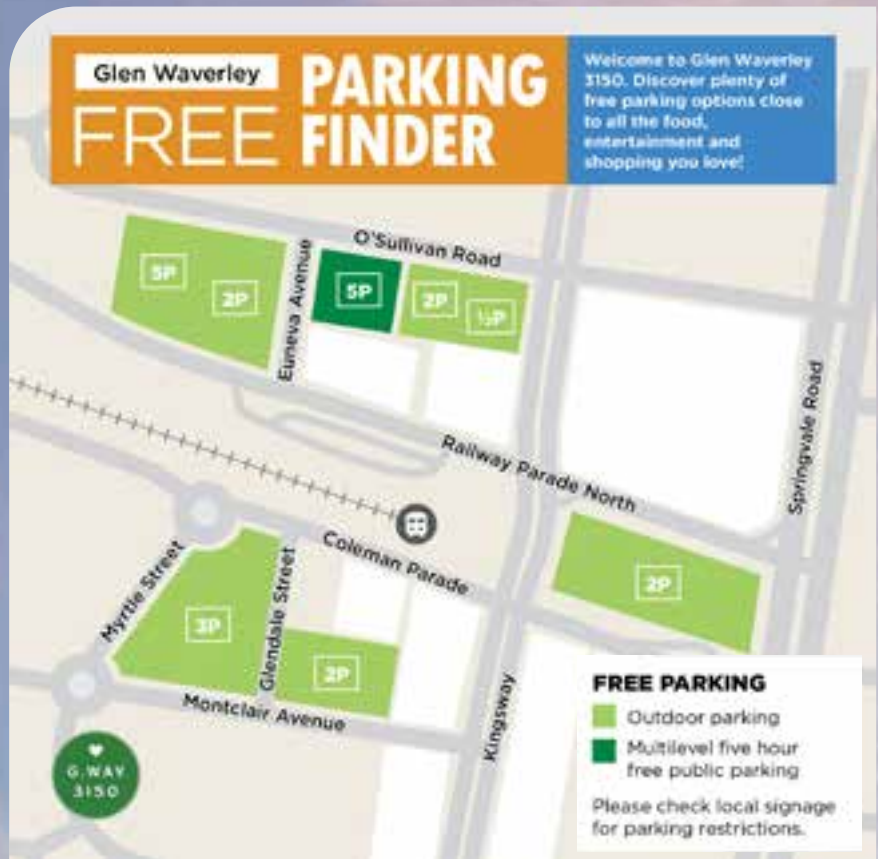 Glen Waverley
FREE
PARKING
FINDER
Welcome to Glen Waverley
3150. Discover plenty of
free parking options close
to all the food,
entertainment and
shopping you love!
O'Sullivan Road
Euneva Avenue
5P
2P
5P
2P
½P
Springvale Road
Railway Parade North
Coleman Parade
Myrtle Street
Glendale Street
3P
2P
2P
Montclair Avenue
Kingsway
G.WAY
3150
FREE PARKING
Outdoor parking
Multilevel five hour
free public parking
Please check local signage
for parking restrictions.